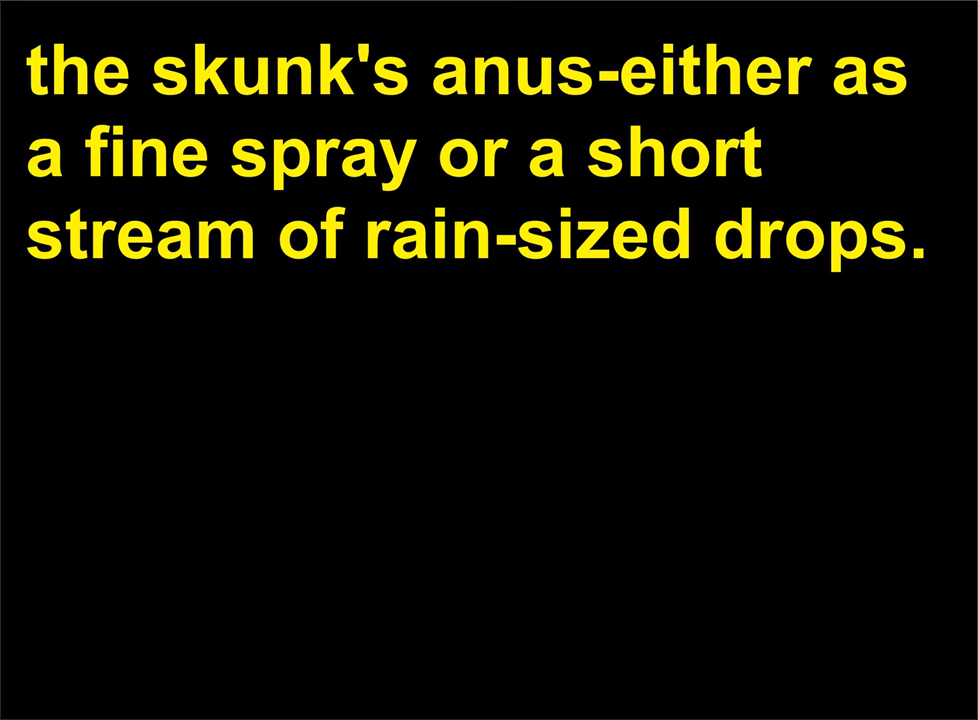 the skunk's anus-either as
a fine spray or a short
stream of rain-sized drops.